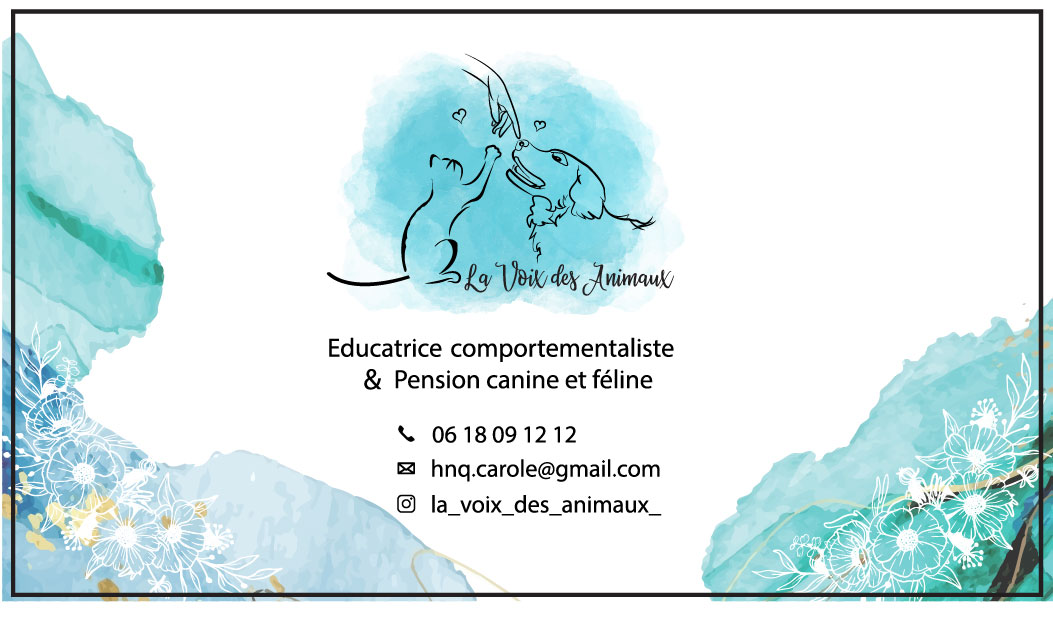 La Voix des Animaux
Educatrice comportementaliste
& Pension canine et féline
06 18 09 12 12
hnq.carole@gmail.com
la_voix_des_animaux_